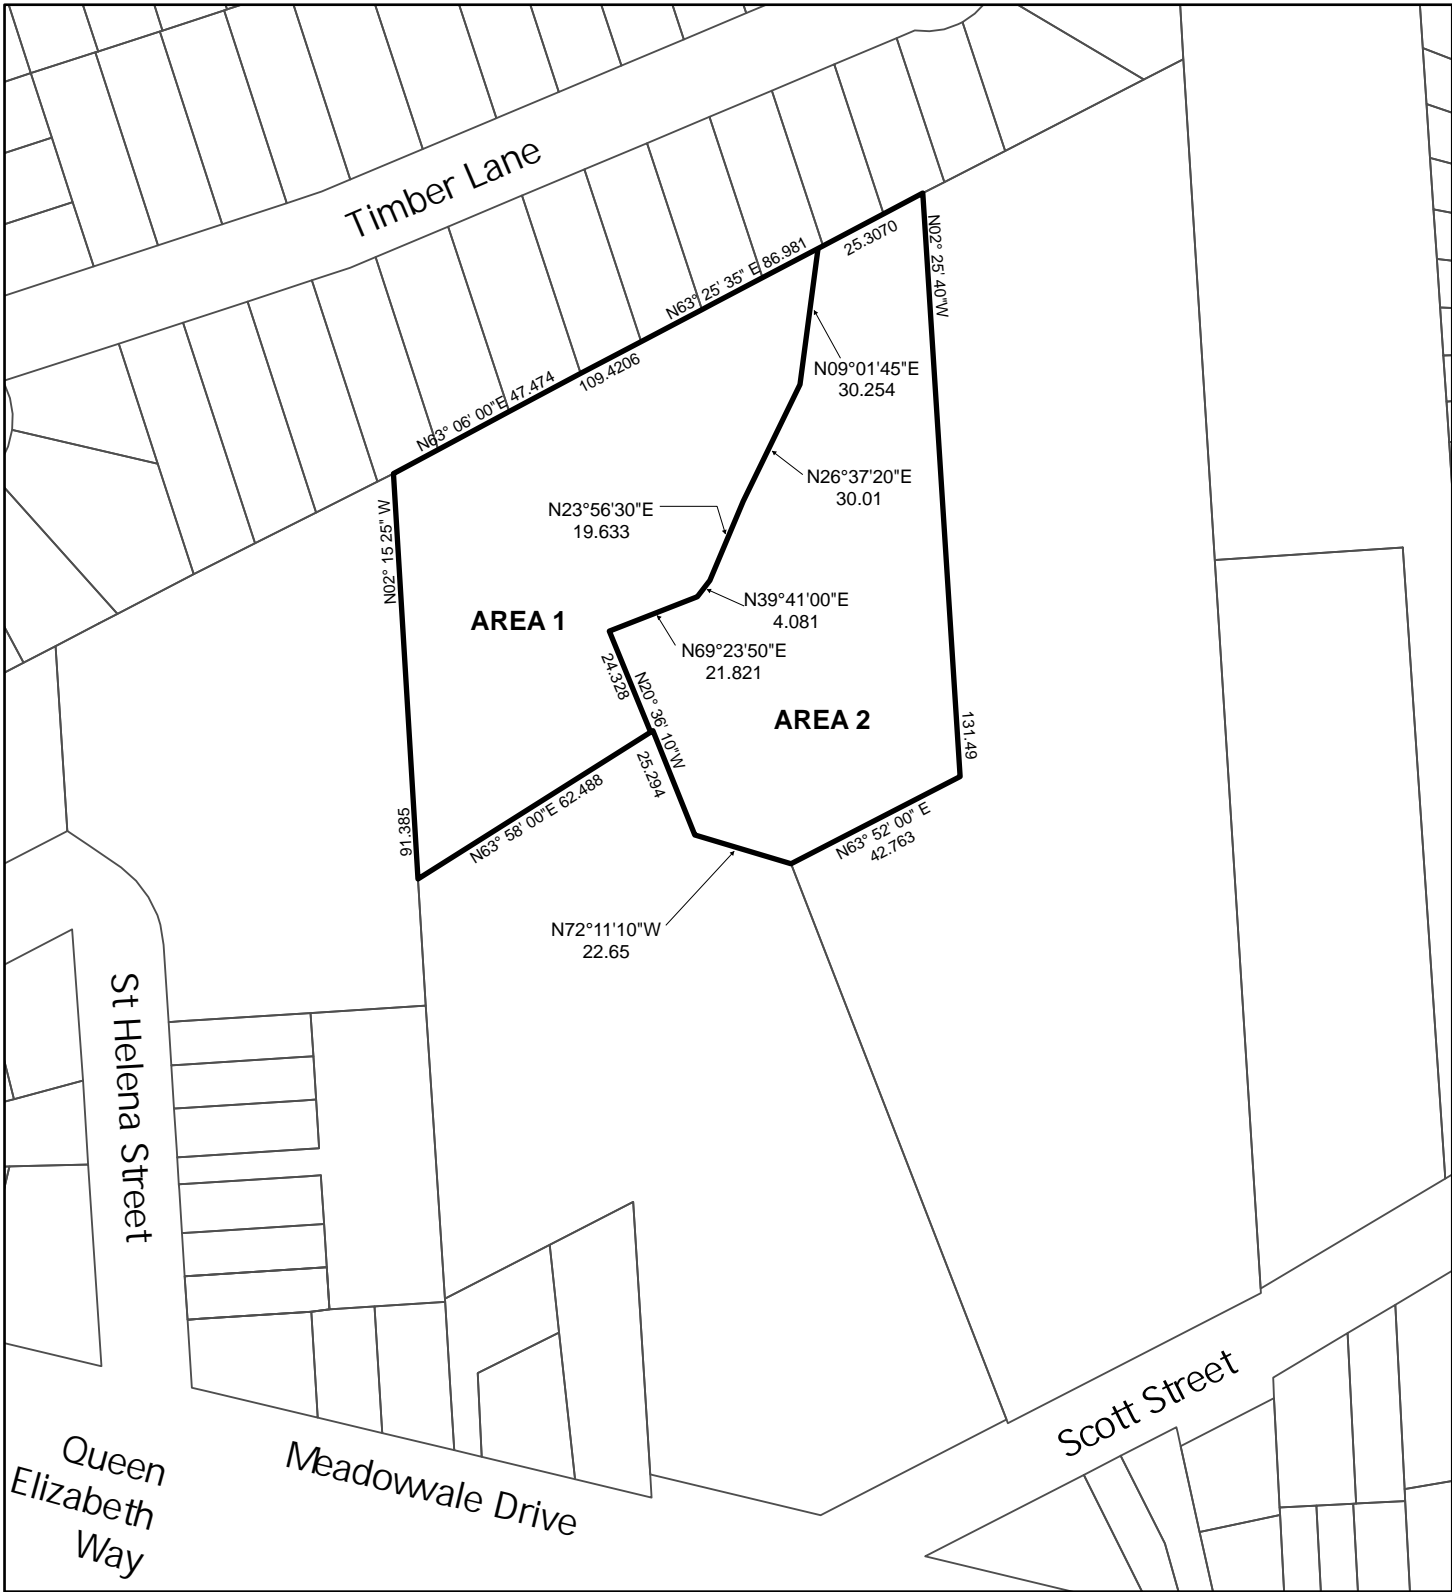 Timber Lane
N63° 25' 35" E 86.981
25.3070
N02° 25' 40"W
N63° 06' 00"E 47.474
109.4206
N09°01'45"E
30.254
N26°37'20"E
30.01
N23°56'30"E
19.633
N02° 15 25" W
N39°41'00"E
4.081
AREA 1
N69°23'50"E
21.821
24.328
N20° 36' 10"W
AREA 2
131.49
25.294
N63° 58' 00"E 62.488
91.385
N63° 52' 00" E
42.763
N72°11'10"W
22.65
St Helena Street
Scott Street
Meadowvale Drive
Queen
Elizabeth
Way